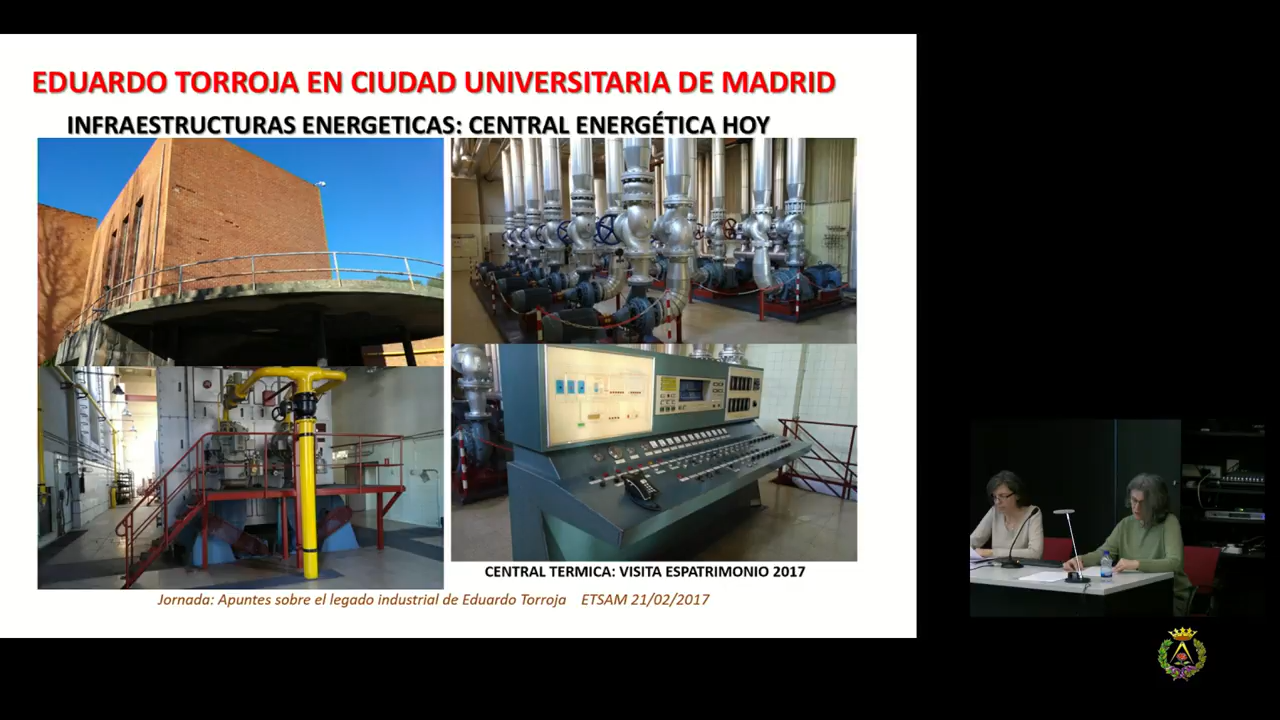 EDUARDO TORROJA EN CIUDAD UNIVERSITARIA DE MADRID
INFRAESTRUCTURAS ENERGETICAS: CENTRAL ENERGÉTICA HOY
CENTRAL TERMICA: VISITA ESPATRIMONIO 2017
Jornada: Apuntes sobre el legado industrial de Eduardo Torroja ETSAM 21/02/2017